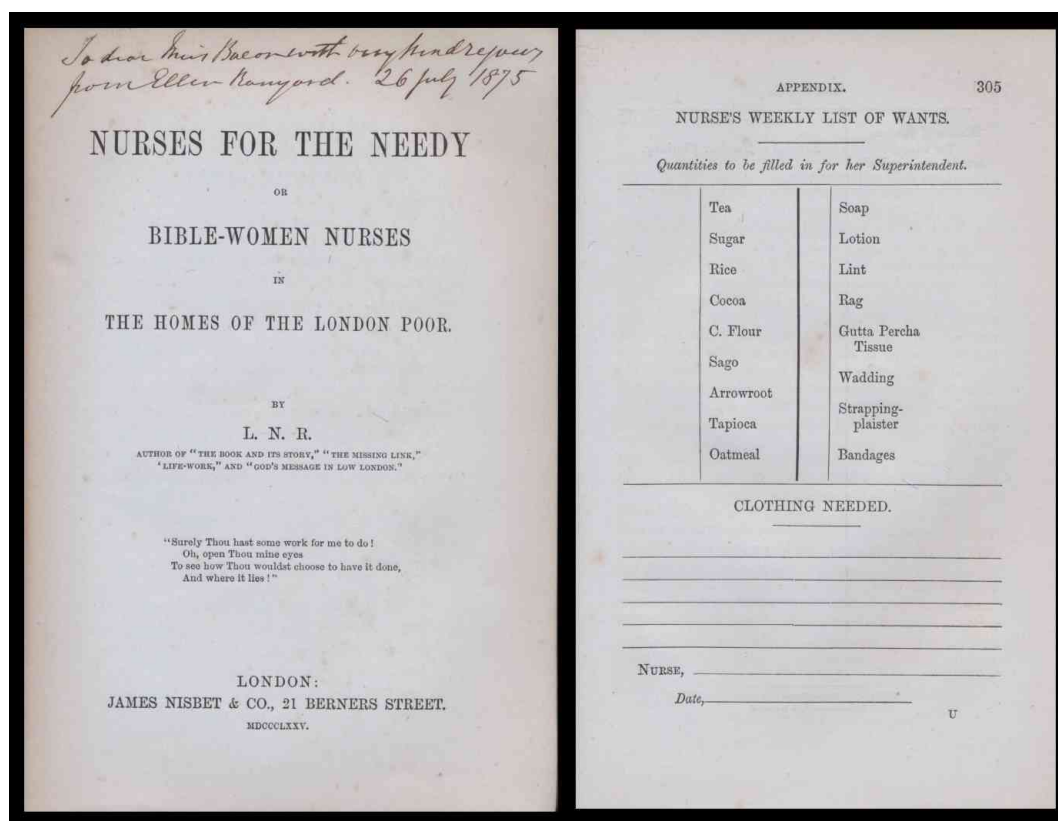 To dear Miss Bacon with very kind regards
from Ellen Ranyard. 26 July 1875
NURSES FOR THE NEEDY
OR
BIBLE-WOMEN NURSES
IN
THE HOMES OF THE LONDON POOR.
BY
L. N. R.
AUTHOR OF "THE BOOK AND ITS STORY," "THE MISSING LINK,"
'LIFE-WORK," AND "GOD'S MESSAGE IN LOW LONDON."
"Surely Thou hast some work for me to do!
Oh, open Thou mine eyes
To see how Thou wouldst choose to have it done,
And where it lies!"
LONDON:
JAMES NISBET & CO., 21 BERNERS STREET.
MDCCCLXXV.
APPENDIX. 305
NURSE'S WEEKLY LIST OF WANTS.
Quantities to be filled in for her Superintendent.
Tea
Sugar
Rice
Cocoa
C. Flour
Sago
Arrowroot
Tapioca
Oatmeal
Soap
Lotion
Lint
Rag
Gutta Percha
Tissue
Wadding
Strapping-
plaister
Bandages
CLOTHING NEEDED.
NURSE,
Date,
U